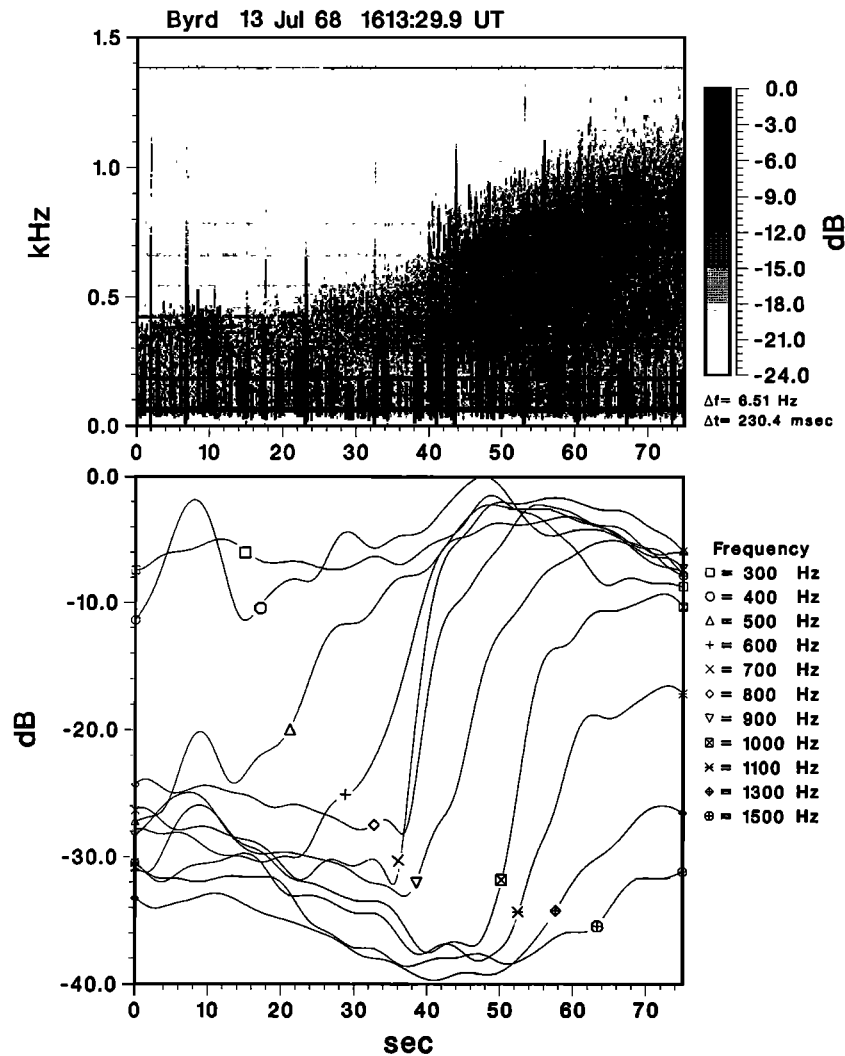 Byrd 13 Jul 68 1613:29.9 UT
1.5
1.0
0.5
0.0
kHz
0 10 20 30 40 50 60 70
0.0
-3.0
-6.0
-9.0
-12.0
-15.0
-18.0
-21.0
-24.0
dB
Δf= 6.51 Hz
Δt= 230.4 msec
0.0
-10.0
-20.0
-30.0
-40.0
dB
0 10 20 30 40 50 60 70
sec
Frequency
□ = 300 Hz
○ = 400 Hz
△ = 500 Hz
+ = 600 Hz
× = 700 Hz
◇ = 800 Hz
▽ = 900 Hz
⊠ = 1000 Hz
✳ = 1100 Hz
⌖ = 1300 Hz
⊕ = 1500 Hz